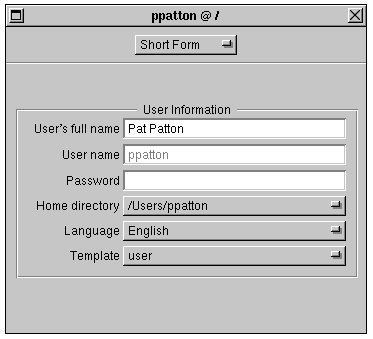 ppatton @ /
Short Form
User Information
User's full name Pat Patton
User name ppatton
Password
Home directory /Users/ppatton
Language English
Template user